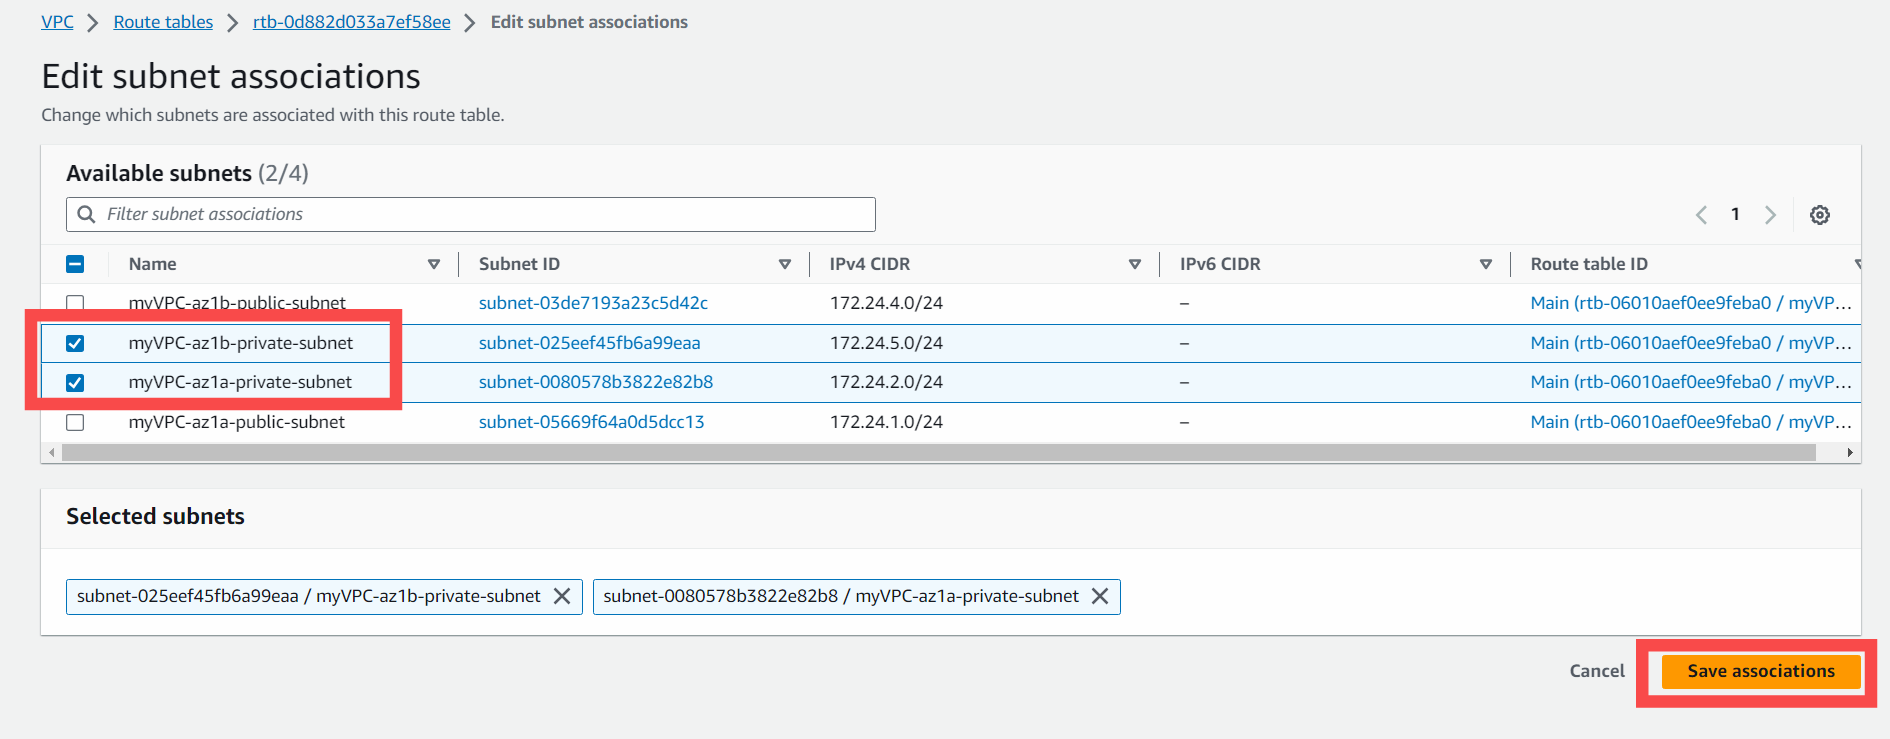 VPC > Route tables > rtb-0d882d033a7ef58ee > Edit subnet associations
Edit subnet associations
Change which subnets are associated with this route table.
Available subnets (2/4)
Filter subnet associations
1
Name Subnet ID IPv4 CIDR IPv6 CIDR Route table ID
myVPC-az1b-public-subnet subnet-03de7193a23c5d42c 172.24.4.0/24 – Main (rtb-06010aef0ee9feba0 / myVP...
myVPC-az1b-private-subnet subnet-025eef45fb6a99eaa 172.24.5.0/24 – Main (rtb-06010aef0ee9feba0 / myVP...
myVPC-az1a-private-subnet subnet-0080578b3822e82b8 172.24.2.0/24 – Main (rtb-06010aef0ee9feba0 / myVP...
myVPC-az1a-public-subnet subnet-05669f64a0d5dcc13 172.24.1.0/24 – Main (rtb-06010aef0ee9feba0 / myVP...
Selected subnets
subnet-025eef45fb6a99eaa / myVPC-az1b-private-subnet subnet-0080578b3822e82b8 / myVPC-az1a-private-subnet
Cancel Save associations